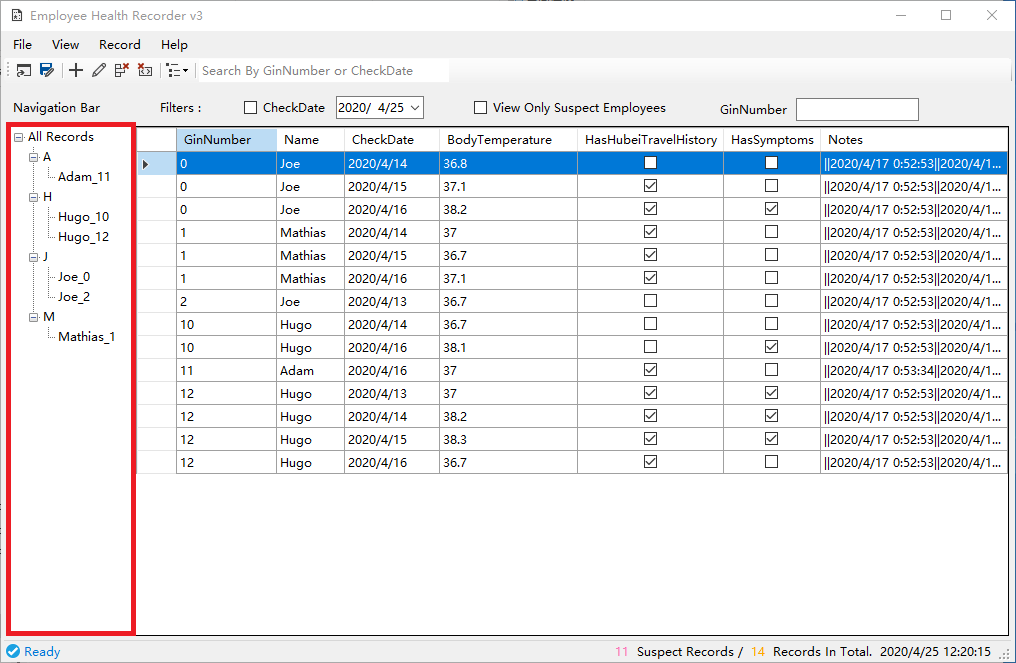 Employee Health Recorder v3
File View Record Help
Search By GinNumber or CheckDate
Navigation Bar Filters : CheckDate 2020/ 4/25 View Only Suspect Employees GinNumber
All Records
A
Adam_11
H
Hugo_10
Hugo_12
J
Joe_0
Joe_2
M
Mathias_1
GinNumber Name CheckDate BodyTemperature HasHubeiTravelHistory HasSymptoms Notes
0 Joe 2020/4/14 36.8 ||2020/4/17 0:52:53||2020/4/1...
0 Joe 2020/4/15 37.1 ||2020/4/17 0:52:53||2020/4/1...
0 Joe 2020/4/16 38.2 ||2020/4/17 0:52:53||2020/4/1...
1 Mathias 2020/4/14 37 ||2020/4/17 0:52:53||2020/4/1...
1 Mathias 2020/4/15 36.7 ||2020/4/17 0:52:53||2020/4/1...
1 Mathias 2020/4/16 37.1 ||2020/4/17 0:52:53||2020/4/1...
2 Joe 2020/4/13 36.7 ||2020/4/17 0:52:53||2020/4/1...
10 Hugo 2020/4/14 36.7 ||2020/4/17 0:52:53||2020/4/1...
10 Hugo 2020/4/16 38.1 ||2020/4/17 0:52:53||2020/4/1...
11 Adam 2020/4/16 37 ||2020/4/17 0:53:34||2020/4/1...
12 Hugo 2020/4/13 37 ||2020/4/17 0:52:53||2020/4/1...
12 Hugo 2020/4/14 38.2 ||2020/4/17 0:52:53||2020/4/1...
12 Hugo 2020/4/15 38.3 ||2020/4/17 0:52:53||2020/4/1...
12 Hugo 2020/4/16 36.7 ||2020/4/17 0:52:53||2020/4/1...
Ready 11 Suspect Records / 14 Records In Total. 2020/4/25 12:20:15